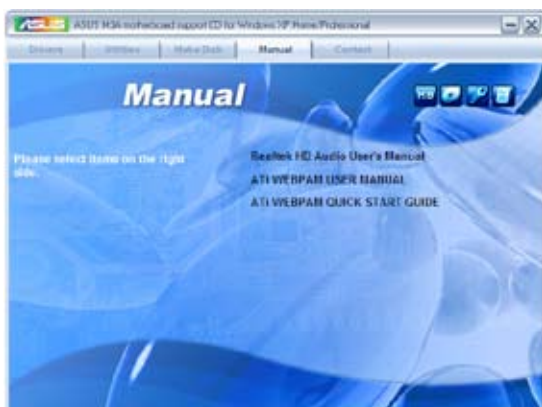 ASUS ASUS M3A motherboard support CD for Windows XP Home/Professional
Drivers Utilities Make Disk Manual Contact
Manual
Please select items on the right
side.
Realtek HD Audio User's Manual
ATI WEBPAM USER MANUAL
ATI WEBPAM QUICK START GUIDE